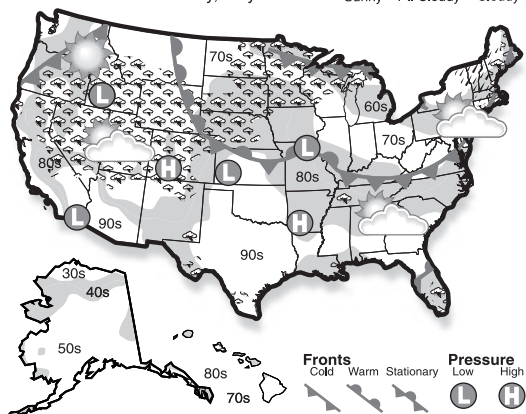 Sunny
Pt. Cloudy
Cloudy
70s
L
60s
L
70s
80s
H
L
80s
L
90s
H
90s
30s
40s
50s
80s
70s
Fronts
Cold Warm Stationary
Pressure
Low High
L H